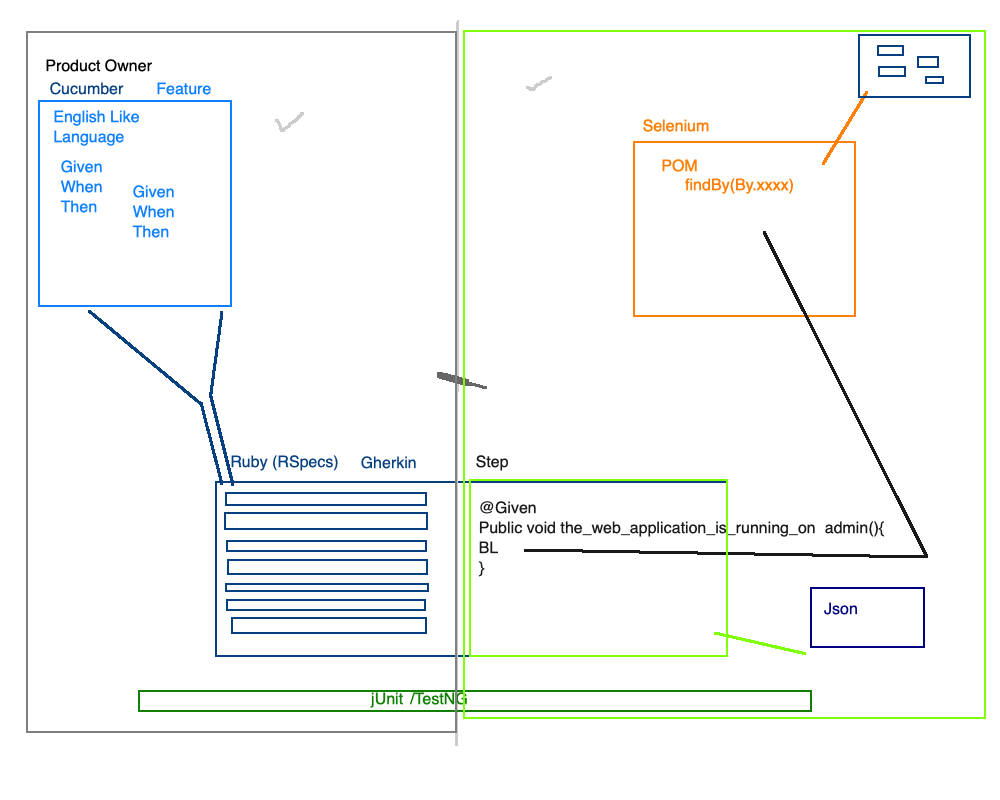 Product Owner
Cucumber Feature
English Like
Language
Given
When
Then
Given
When
Then
Selenium
POM
findBy(By.xxxx)
Ruby (RSpecs) Gherkin
Step
@Given
Public void the_web_application_is_running_on admin(){
BL
}
Json
jUnit /TestNG